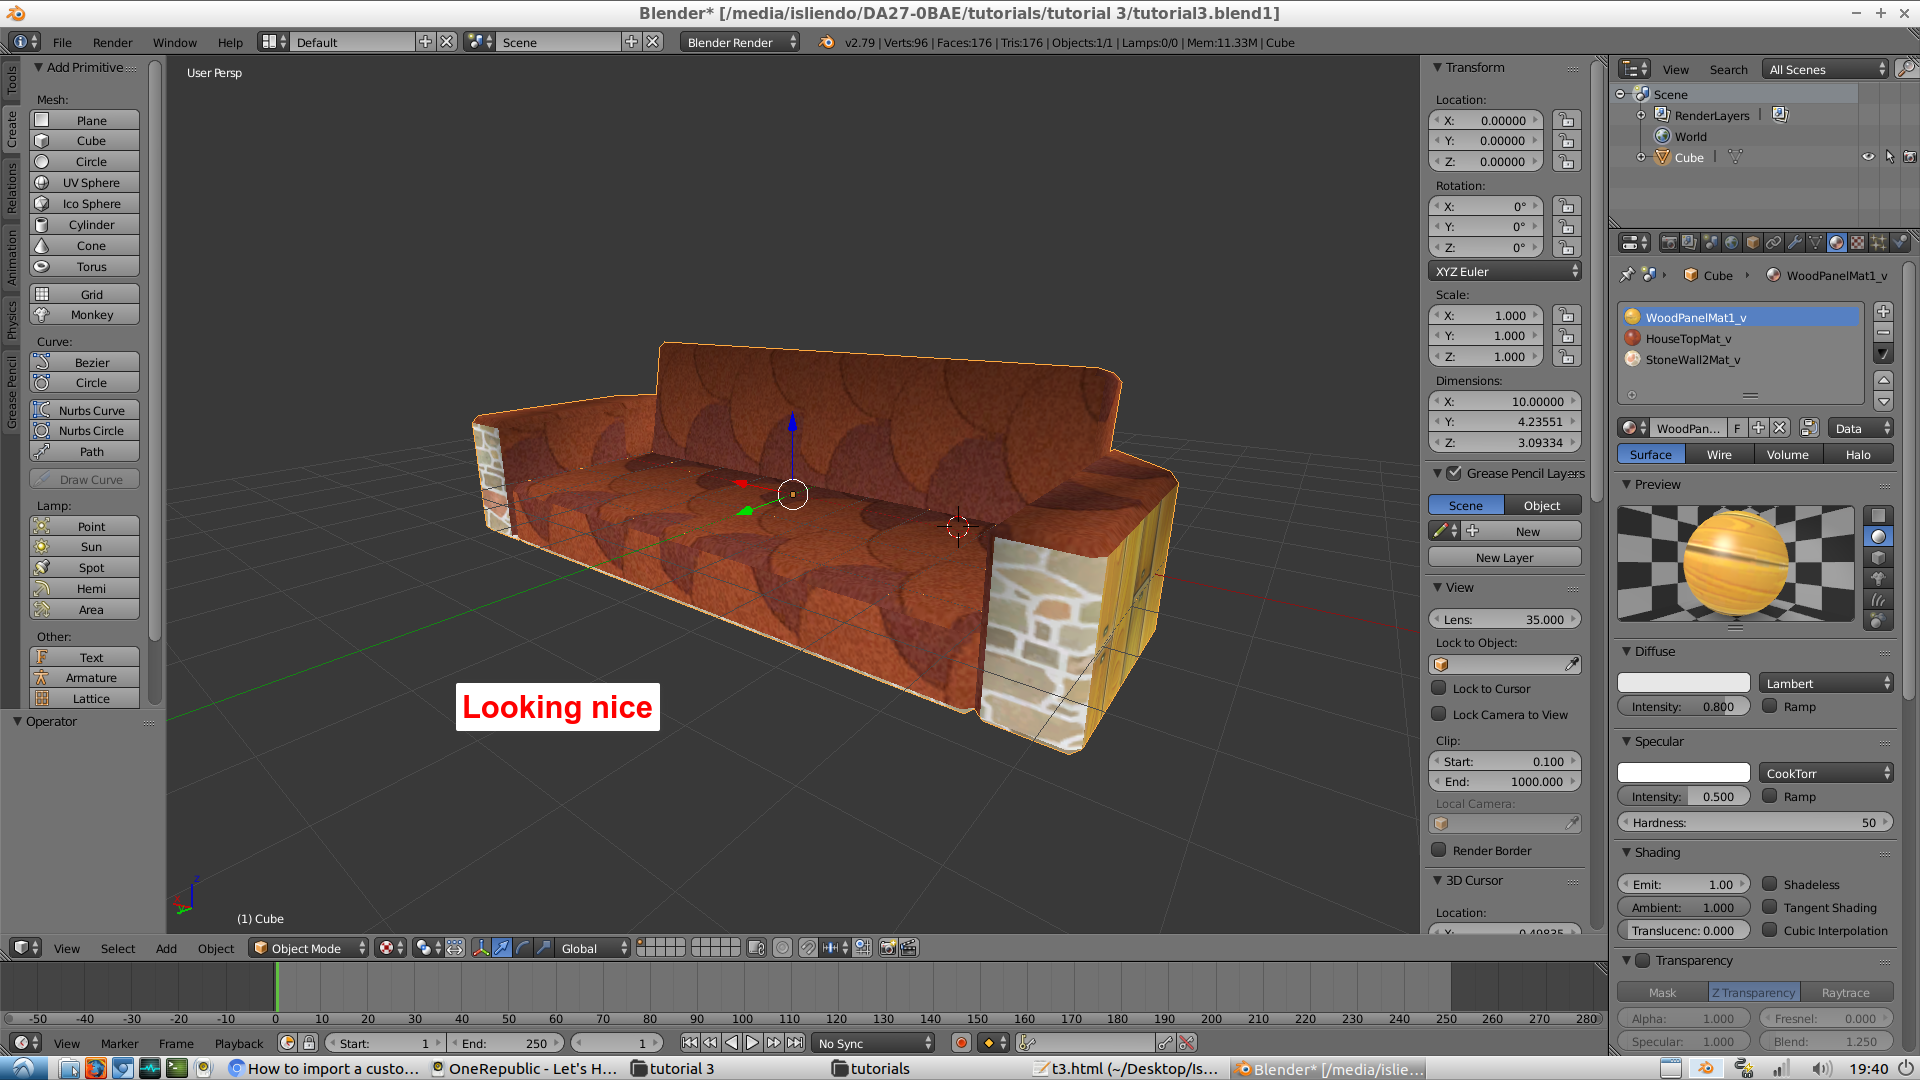 Blender* [/media/isliendo/DA27-0BAE/tutorials/tutorial 3/tutorial3.blend1]
File Render Window Help Default Scene Blender Render v2.79 | Verts:96 | Faces:176 | Tris:176 | Objects:1/1 | Lamps:0/0 | Mem:11.33M | Cube
Tools
Create
Relations
Animation
Physics
Grease Pencil
Add Primitive
Mesh:
Plane
Cube
Circle
UV Sphere
Ico Sphere
Cylinder
Cone
Torus
Grid
Monkey
Curve:
Bezier
Circle
Nurbs Curve
Nurbs Circle
Path
Draw Curve
Lamp:
Point
Sun
Spot
Hemi
Area
Other:
Text
Armature
Lattice
Operator
User Persp
Looking nice
(1) Cube
Transform
Location:
X: 0.00000
Y: 0.00000
Z: 0.00000
Rotation:
X: 0°
Y: 0°
Z: 0°
XYZ Euler
Scale:
X: 1.000
Y: 1.000
Z: 1.000
Dimensions:
X: 10.00000
Y: 4.23551
Z: 3.09334
Grease Pencil Layers
Scene Object
New
New Layer
View
Lens: 35.000
Lock to Object:
Lock to Cursor
Lock Camera to View
Clip:
Start: 0.100
End: 1000.000
Local Camera:
Render Border
3D Cursor
Location:
View Search All Scenes
Scene
RenderLayers
World
Cube
Cube WoodPanelMat1_v
WoodPanelMat1_v
HouseTopMat_v
StoneWall2Mat_v
WoodPan... F Data
Surface Wire Volume Halo
Preview
Diffuse
Lambert
Intensity: 0.800 Ramp
Specular
CookTorr
Intensity: 0.500 Ramp
Hardness: 50
Shading
Emit: 1.00 Shadeless
Ambient: 1.000 Tangent Shading
Translucenc: 0.000 Cubic Interpolation
Transparency
Mask Z Transparency Raytrace
Alpha: 1.000 Fresnel: 0.000
Specular: 1.000 Blend: 1.250
View Select Add Object Object Mode Global
-50 -40 -30 -20 -10 0 10 20 30 40 50 60 70 80 90 100 110 120 130 140 150 160 170 180 190 200 210 220 230 240 250 260 270 280
View Marker Frame Playback Start: 1 End: 250 1 No Sync
How to import a custo... OneRepublic - Let's H... tutorial 3 tutorials t3.html (~/Desktop/Is... Blender* [/media/islie... 19:40